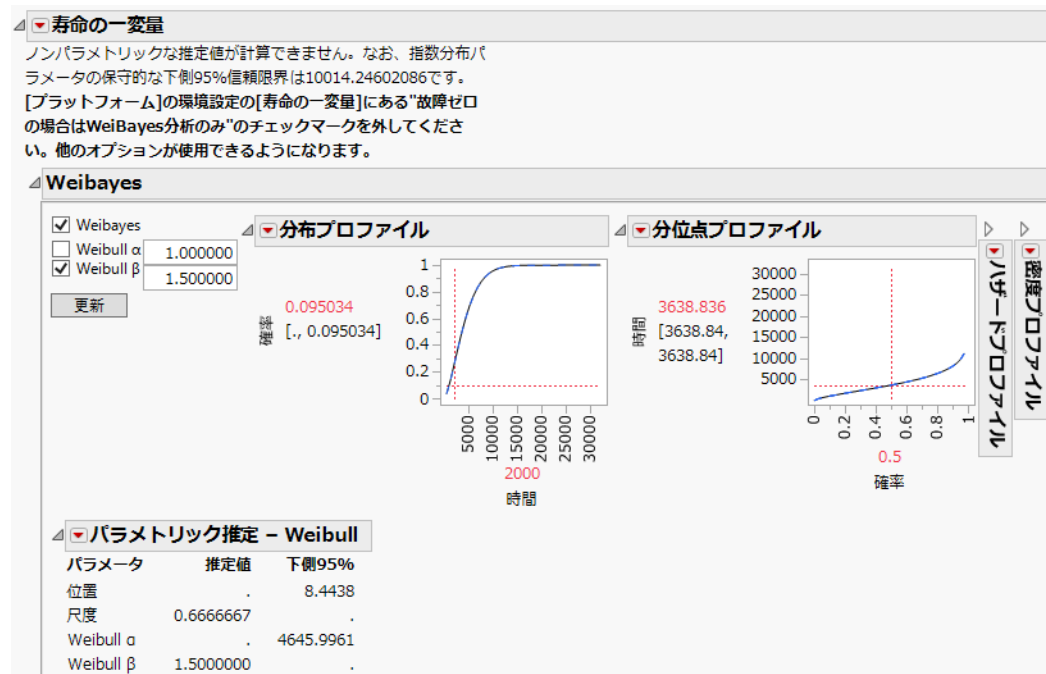 寿命の一変量
ノンパラメトリックな推定値が計算できません。なお、指数分布パ
ラメータの保守的な下側95%信頼限界は10014.24602086です。
[プラットフォーム]の環境設定の[寿命の一変量]にある"故障ゼロ
の場合はWeiBayes分析のみ"のチェックマークを外してくださ
い。他のオプションが使用できるようになります。
Weibayes
Weibayes
Weibull α 1.000000
Weibull β 1.500000
更新
分布プロファイル
確率
0.095034
[., 0.095034]
1
0.8
0.6
0.4
0.2
0
5000
10000
15000
20000
25000
30000
2000
時間
分位点プロファイル
時間
3638.836
[3638.84,
3638.84]
30000
25000
20000
15000
10000
5000
0
0.2
0.4
0.6
0.8
1
0.5
確率
ハザードプロファイル
密度プロファイル
パラメトリック推定 – Weibull
パラメータ 推定値 下側95%
位置 . 8.4438
尺度 0.6666667 .
Weibull α . 4645.9961
Weibull β 1.5000000 .